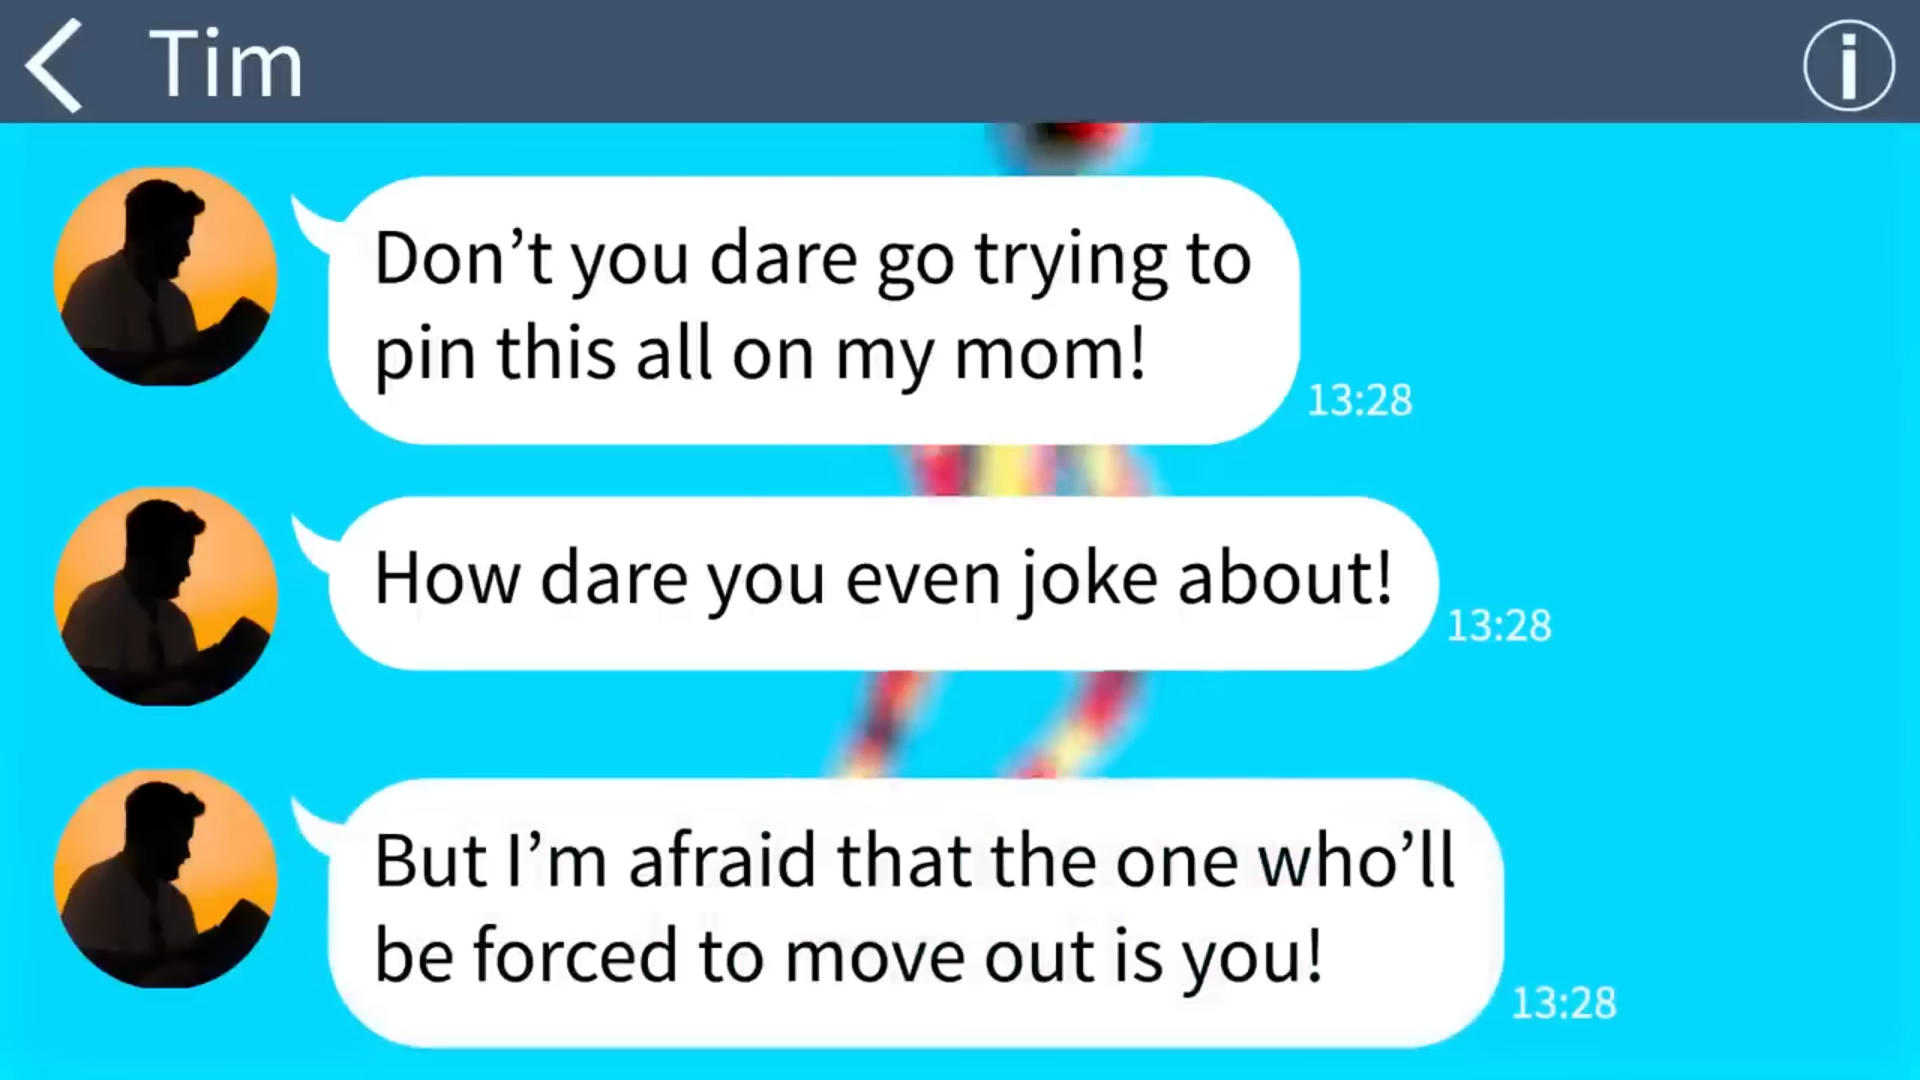 Tim
Don’t you dare go trying to
pin this all on my mom!
13:28
How dare you even joke about!
13:28
But I’m afraid that the one who’ll
be forced to move out is you!
13:28